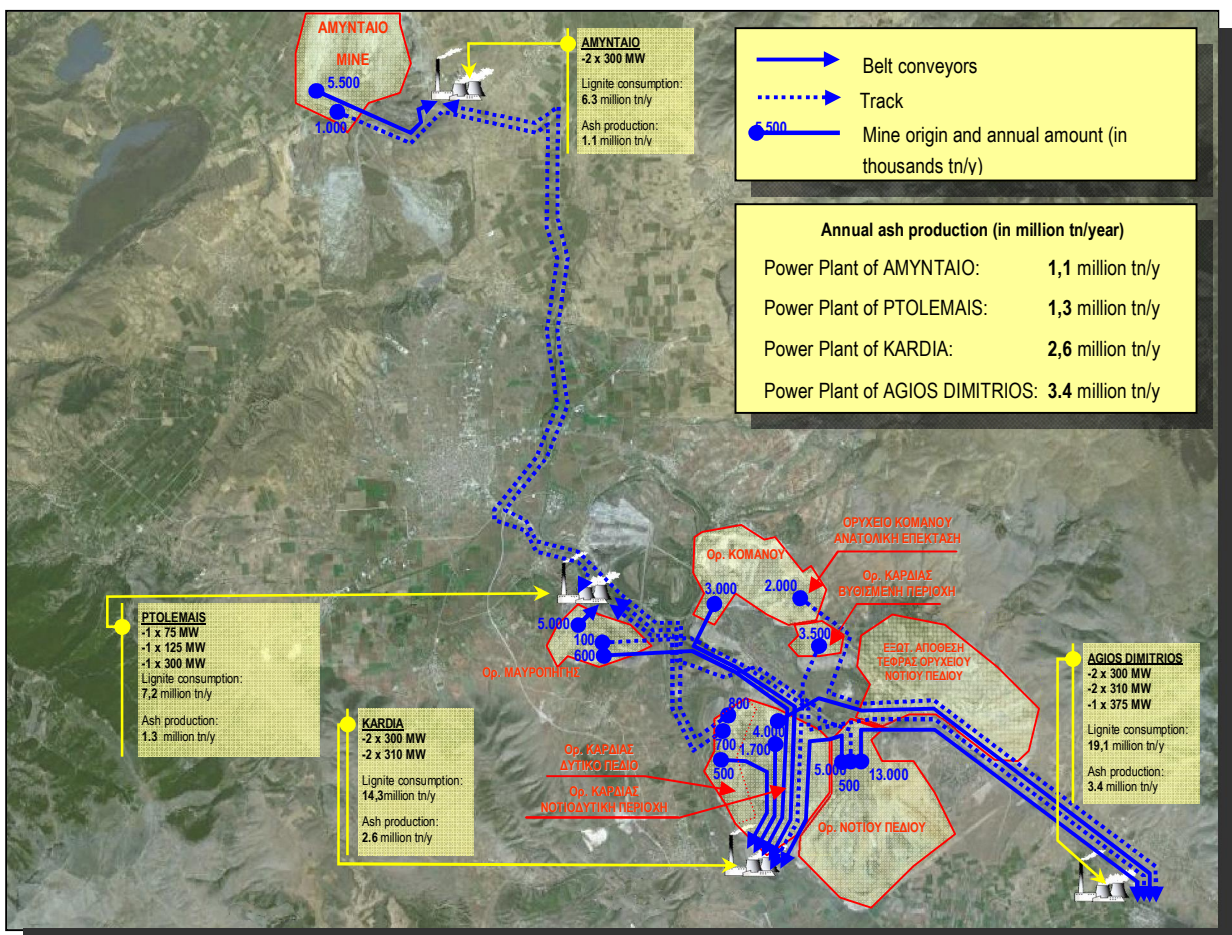 ΑΜΥΝΤΑΙΟ
MINE
5.500
1.000
ΑΜΥΝΤΑΙΟ
-2 x 300 MW
Lignite consumption:
6.3 million tn/y
Ash production:
1.1 million tn/y
Belt conveyors
Track
5.500
Mine origin and annual amount (in
thousands tn/y)
Annual ash production (in million tn/year)
Power Plant of AMYNTAIO: 1,1 million tn/y
Power Plant of PTOLEMAIS: 1,3 million tn/y
Power Plant of KARDIA: 2,6 million tn/y
Power Plant of AGIOS DIMITRIOS: 3.4 million tn/y
ΟΡΥΧΕΙΟ ΚΟΜΑΝΟΥ
ΑΝΑΤΟΛΙΚΗ ΕΠΕΚΤΑΣΗ
Ορ. ΚΟΜΑΝΟΥ
Ορ. ΚΑΡΔΙΑΣ
ΒΥΘΙΣΜΕΝΗ ΠΕΡΙΟΧΗ
3.000
2.000
3.500
5.000
100
600
Ορ. ΜΑΥΡΟΠΗΓΗΣ
ΕΞΩΤ. ΑΠΟΘΕΣΗ
ΤΕΦΡΑΣ ΟΡΥΧΕΙΟΥ
ΝΟΤΙΟΥ ΠΕΔΙΟΥ
PTOLEMAIS
-1 x 75 MW
-1 x 125 MW
-1 x 300 MW
Lignite consumption:
7,2 million tn/y
Ash production:
1.3 million tn/y
KARDIA
-2 x 300 MW
-2 x 310 MW
Lignite consumption:
14,3million tn/y
Ash production:
2.6 million tn/y
800
700
500
4.000
1.700
5.000
500
13.000
Ορ. ΚΑΡΔΙΑΣ
ΔΥΤΙΚΟ ΠΕΔΙΟ
Ορ. ΚΑΡΔΙΑΣ
ΝΟΤΙΟΔΥΤΙΚΗ ΠΕΡΙΟΧΗ
Ορ. ΝΟΤΙΟΥ ΠΕΔΙΟΥ
AGIOS DIMITRIOS
-2 x 300 MW
-2 x 310 MW
-1 x 375 MW
Lignite consumption:
19,1 million tn/y
Ash production:
3.4 million tn/y